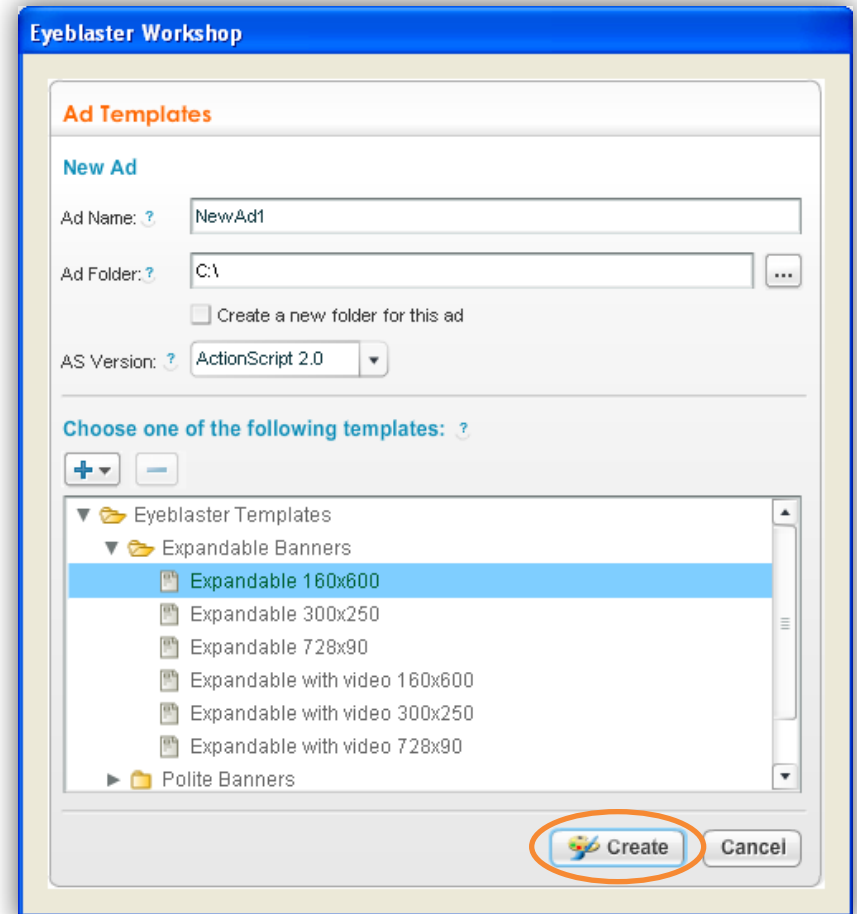 Eyeblaster Workshop
Ad Templates
New Ad
Ad Name: ? NewAd1
Ad Folder: ? C:\ ...
Create a new folder for this ad
AS Version: ? ActionScript 2.0
Choose one of the following templates: ?
Eyeblaster Templates
Expandable Banners
Expandable 160x600
Expandable 300x250
Expandable 728x90
Expandable with video 160x600
Expandable with video 300x250
Expandable with video 728x90
Polite Banners
Create Cancel